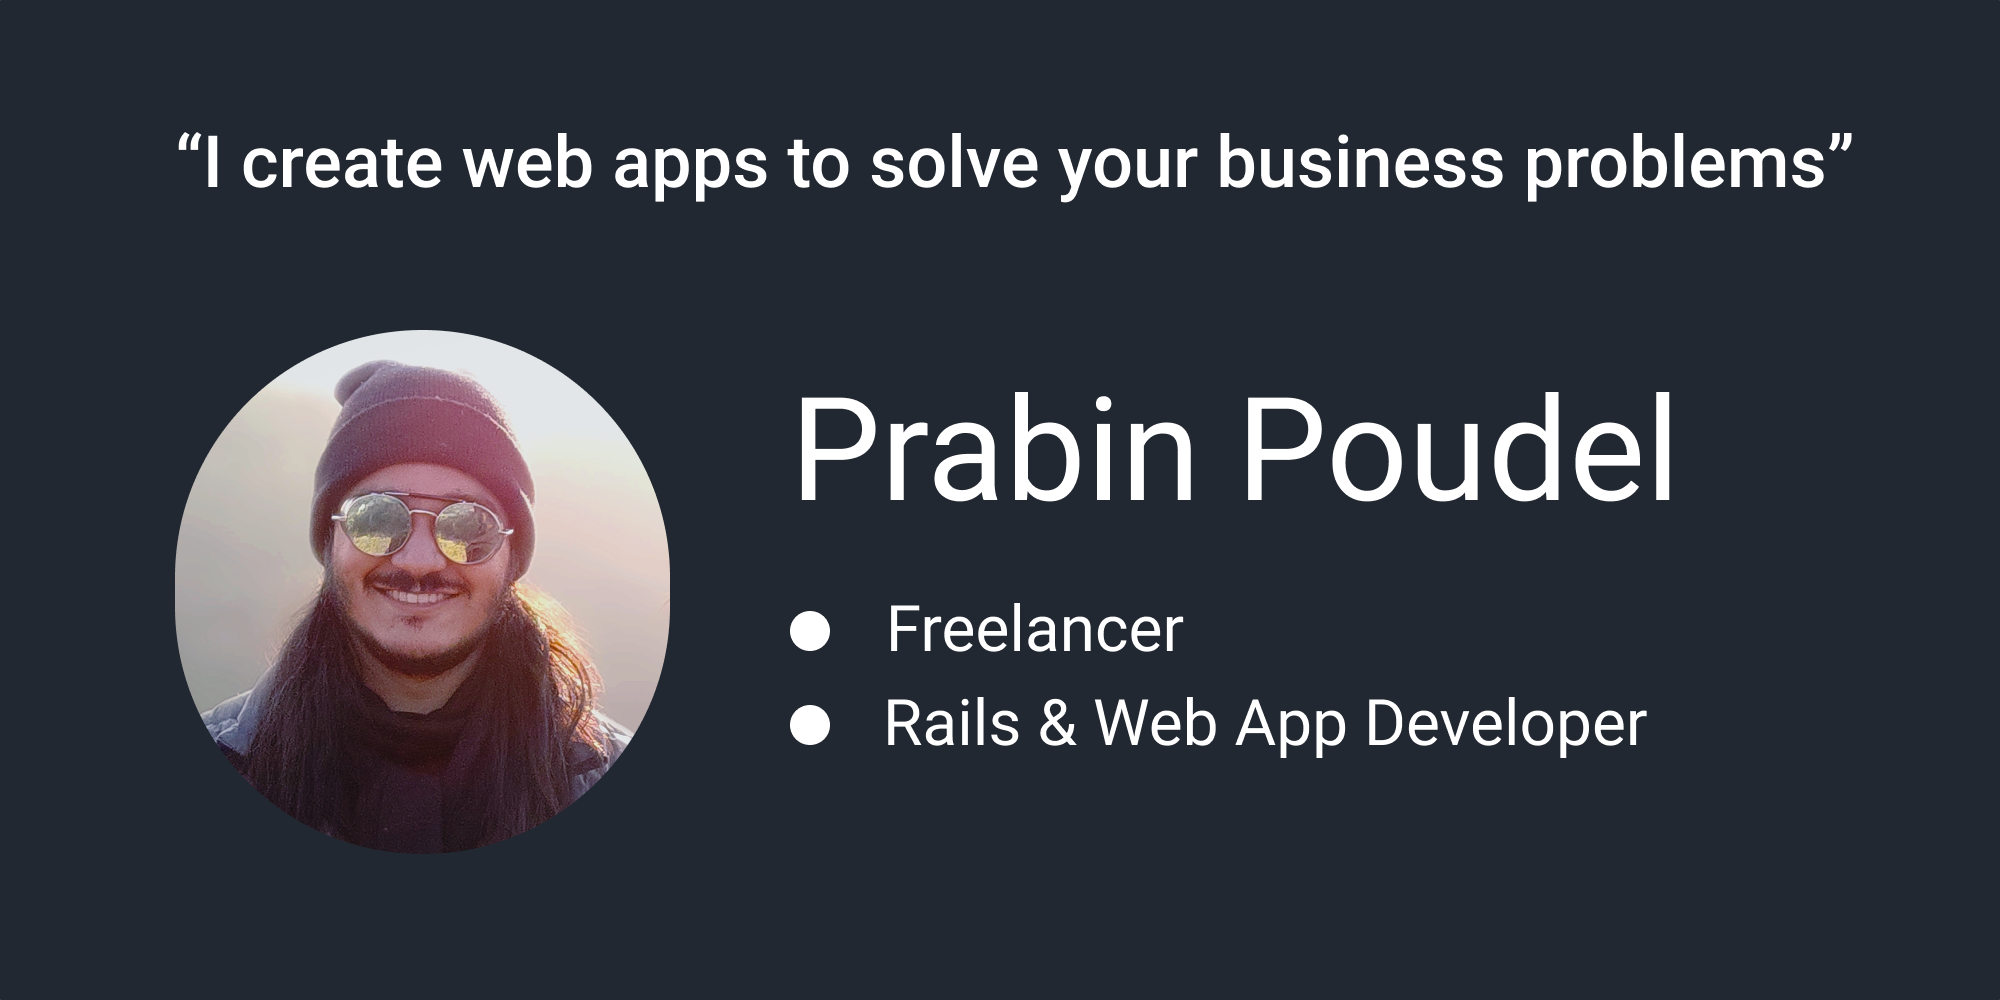 “I create web apps to solve your business problems”
Prabin Poudel
Freelancer
Rails & Web App Developer